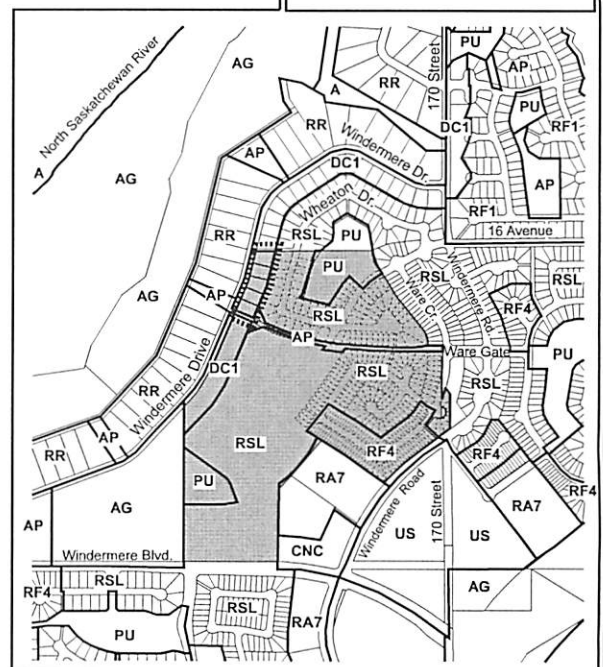 PU
AG
North Saskatchewan River
RR
170 Street
AP
A
PU
RR
DC1
RF1
AP
DC1
Windermere Dr.
A
AG
AP
Wheaton Dr.
RF1
RR
RSL
PU
16 Avenue
PU
RSL
Windermere Rd.
RSL
AG
AP
RSL
Ware Cr.
RF4
AP
Ware Gate
PU
RR
Windermere Drive
DC1
RSL
RSL
AP
RSL
RR
RF4
RF4
PU
RA7
Windermere Road
170 Street
RA7
RF4
AG
US
US
AP
Windermere Blvd.
CNC
RSL
AG
RF4
RSL
PU
RA7